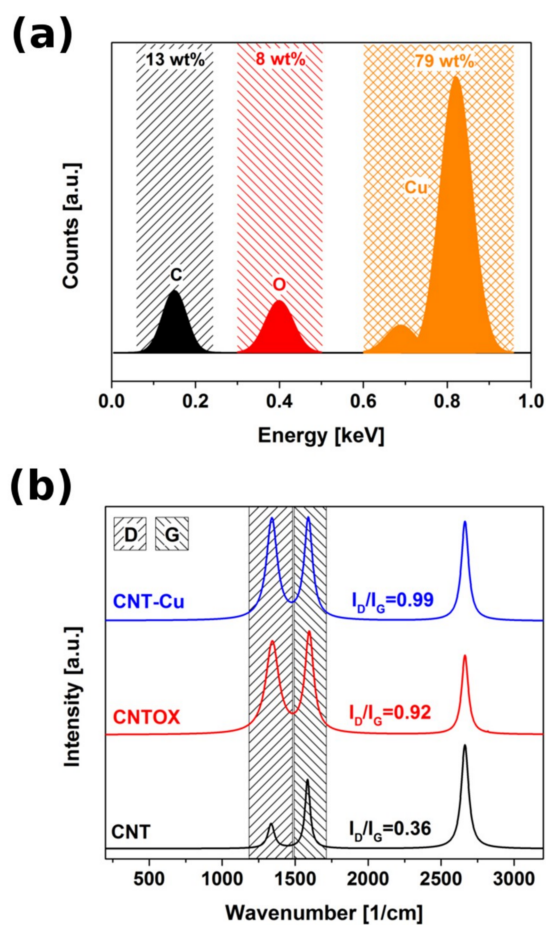 (a)
13 wt% 8 wt% 79 wt%
Cu
C
O
Counts [a.u.]
0.0 0.2 0.4 0.6 0.8 1.0
Energy [keV]
(b)
D G
CNT-Cu I_D/I_G=0.99
CNTOX I_D/I_G=0.92
CNT I_D/I_G=0.36
Intensity [a.u.]
500 1000 1500 2000 2500 3000
Wavenumber [1/cm]